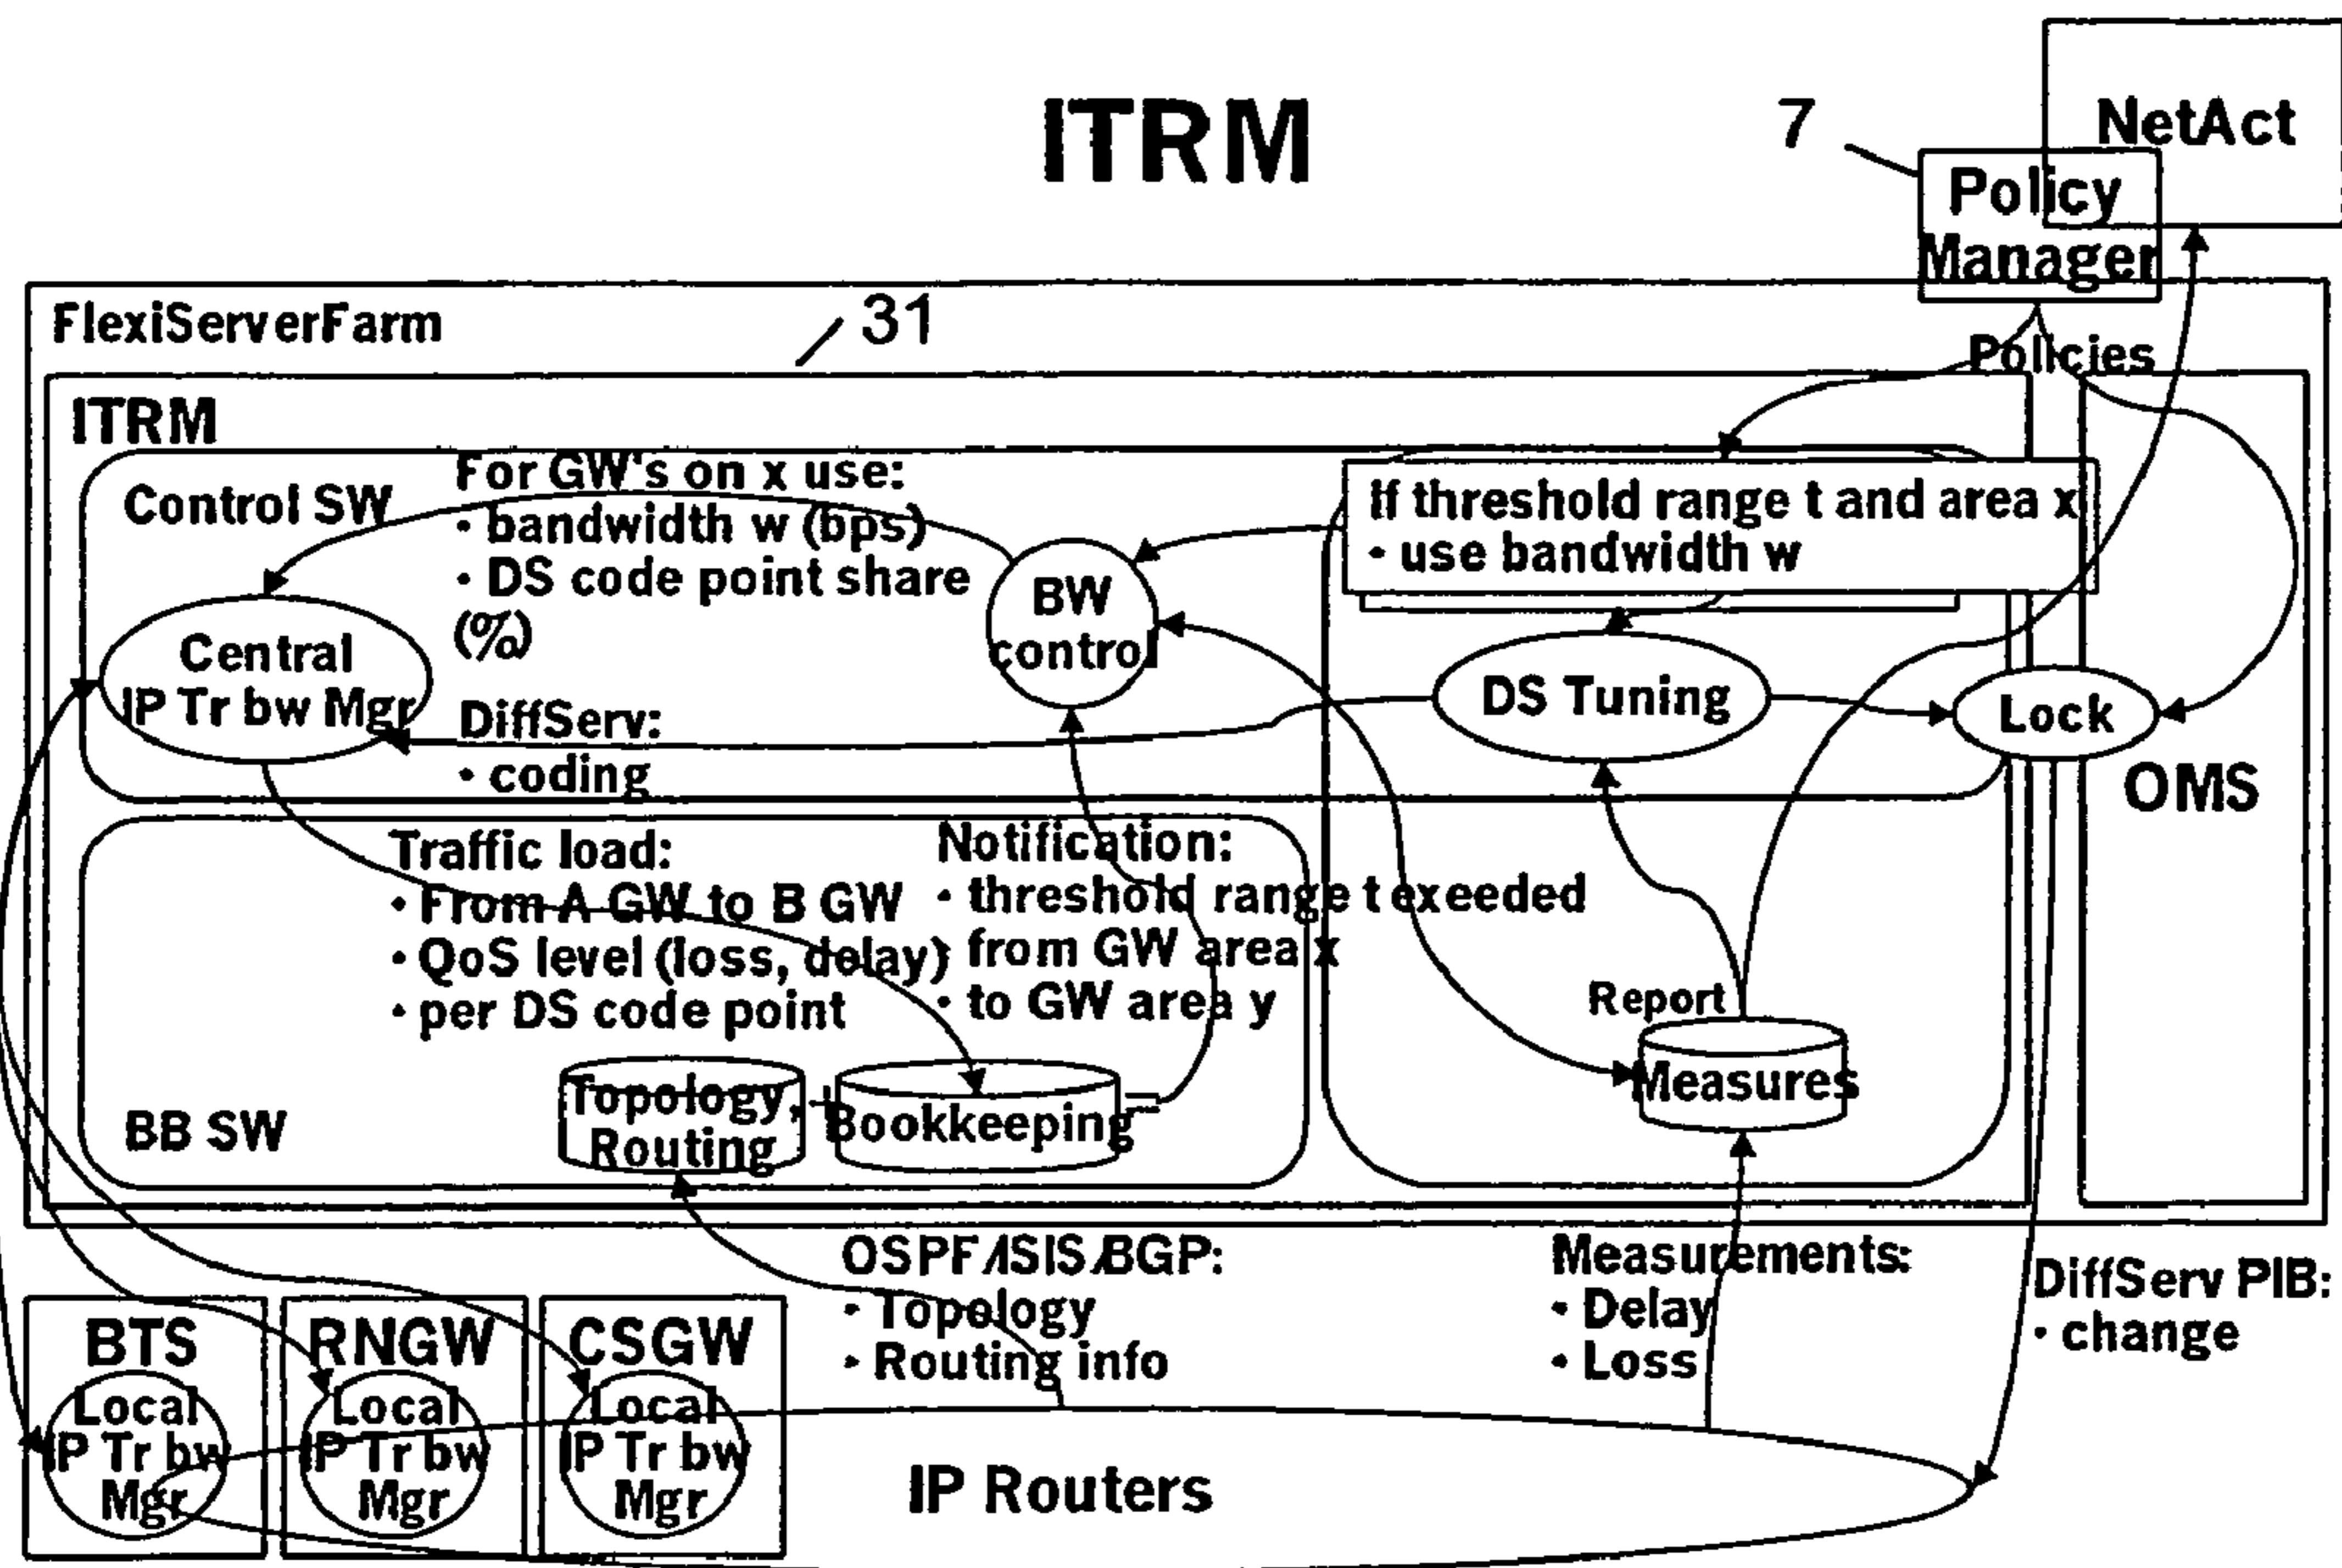 ITRM
7
NetAct
Policy
Manager
FlexiServerFarm
31
Policies
ITRM
Control SW
For GW's on x use:
• bandwidth w (bps)
• DS code point share
(%)
If threshold range t and area x
• use bandwidth w
BW
control
Central
IP Tr bw Mgr
DS Tuning
Lock
DiffServ:
• coding
OMS
Traffic load:
• From A GW to B GW
• QoS level (loss, delay)
• per DS code point
Notification:
• threshold range t exeeded
• from GW area x
• to GW area y
Report
Measures
BB SW
Topology,
Routing
Bookkeeping
OSPF/ISIS/BGP:
• Topology
• Routing info
Measurements:
• Delay
• Loss
DiffServ PIB:
• change
BTS
Local
IP Tr bw
Mgr
RNGW
Local
IP Tr bw
Mgr
CSGW
Local
IP Tr bw
Mgr
IP Routers